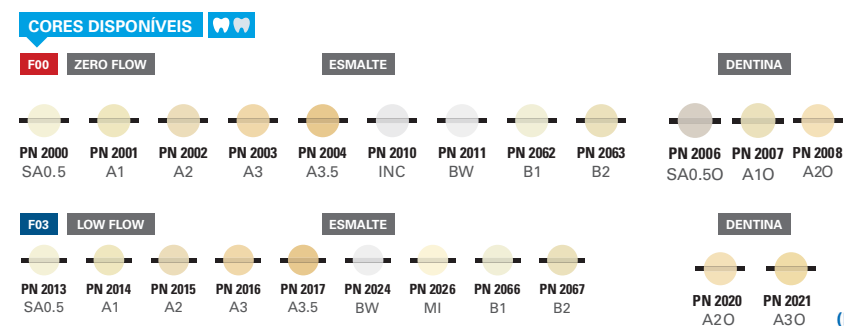 CORES DISPONÍVEIS
F00 ZERO FLOW ESMALTE DENTINA
PN 2000 PN 2001 PN 2002 PN 2003 PN 2004 PN 2010 PN 2011 PN 2062 PN 2063 PN 2006 PN 2007 PN 2008
SA0.5 A1 A2 A3 A3.5 INC BW B1 B2 SA0.5O A1O A2O
F03 LOW FLOW ESMALTE DENTINA
PN 2013 PN 2014 PN 2015 PN 2016 PN 2017 PN 2024 PN 2026 PN 2066 PN 2067 PN 2020 PN 2021
SA0.5 A1 A2 A3 A3.5 BW MI B1 B2 A2O A3O